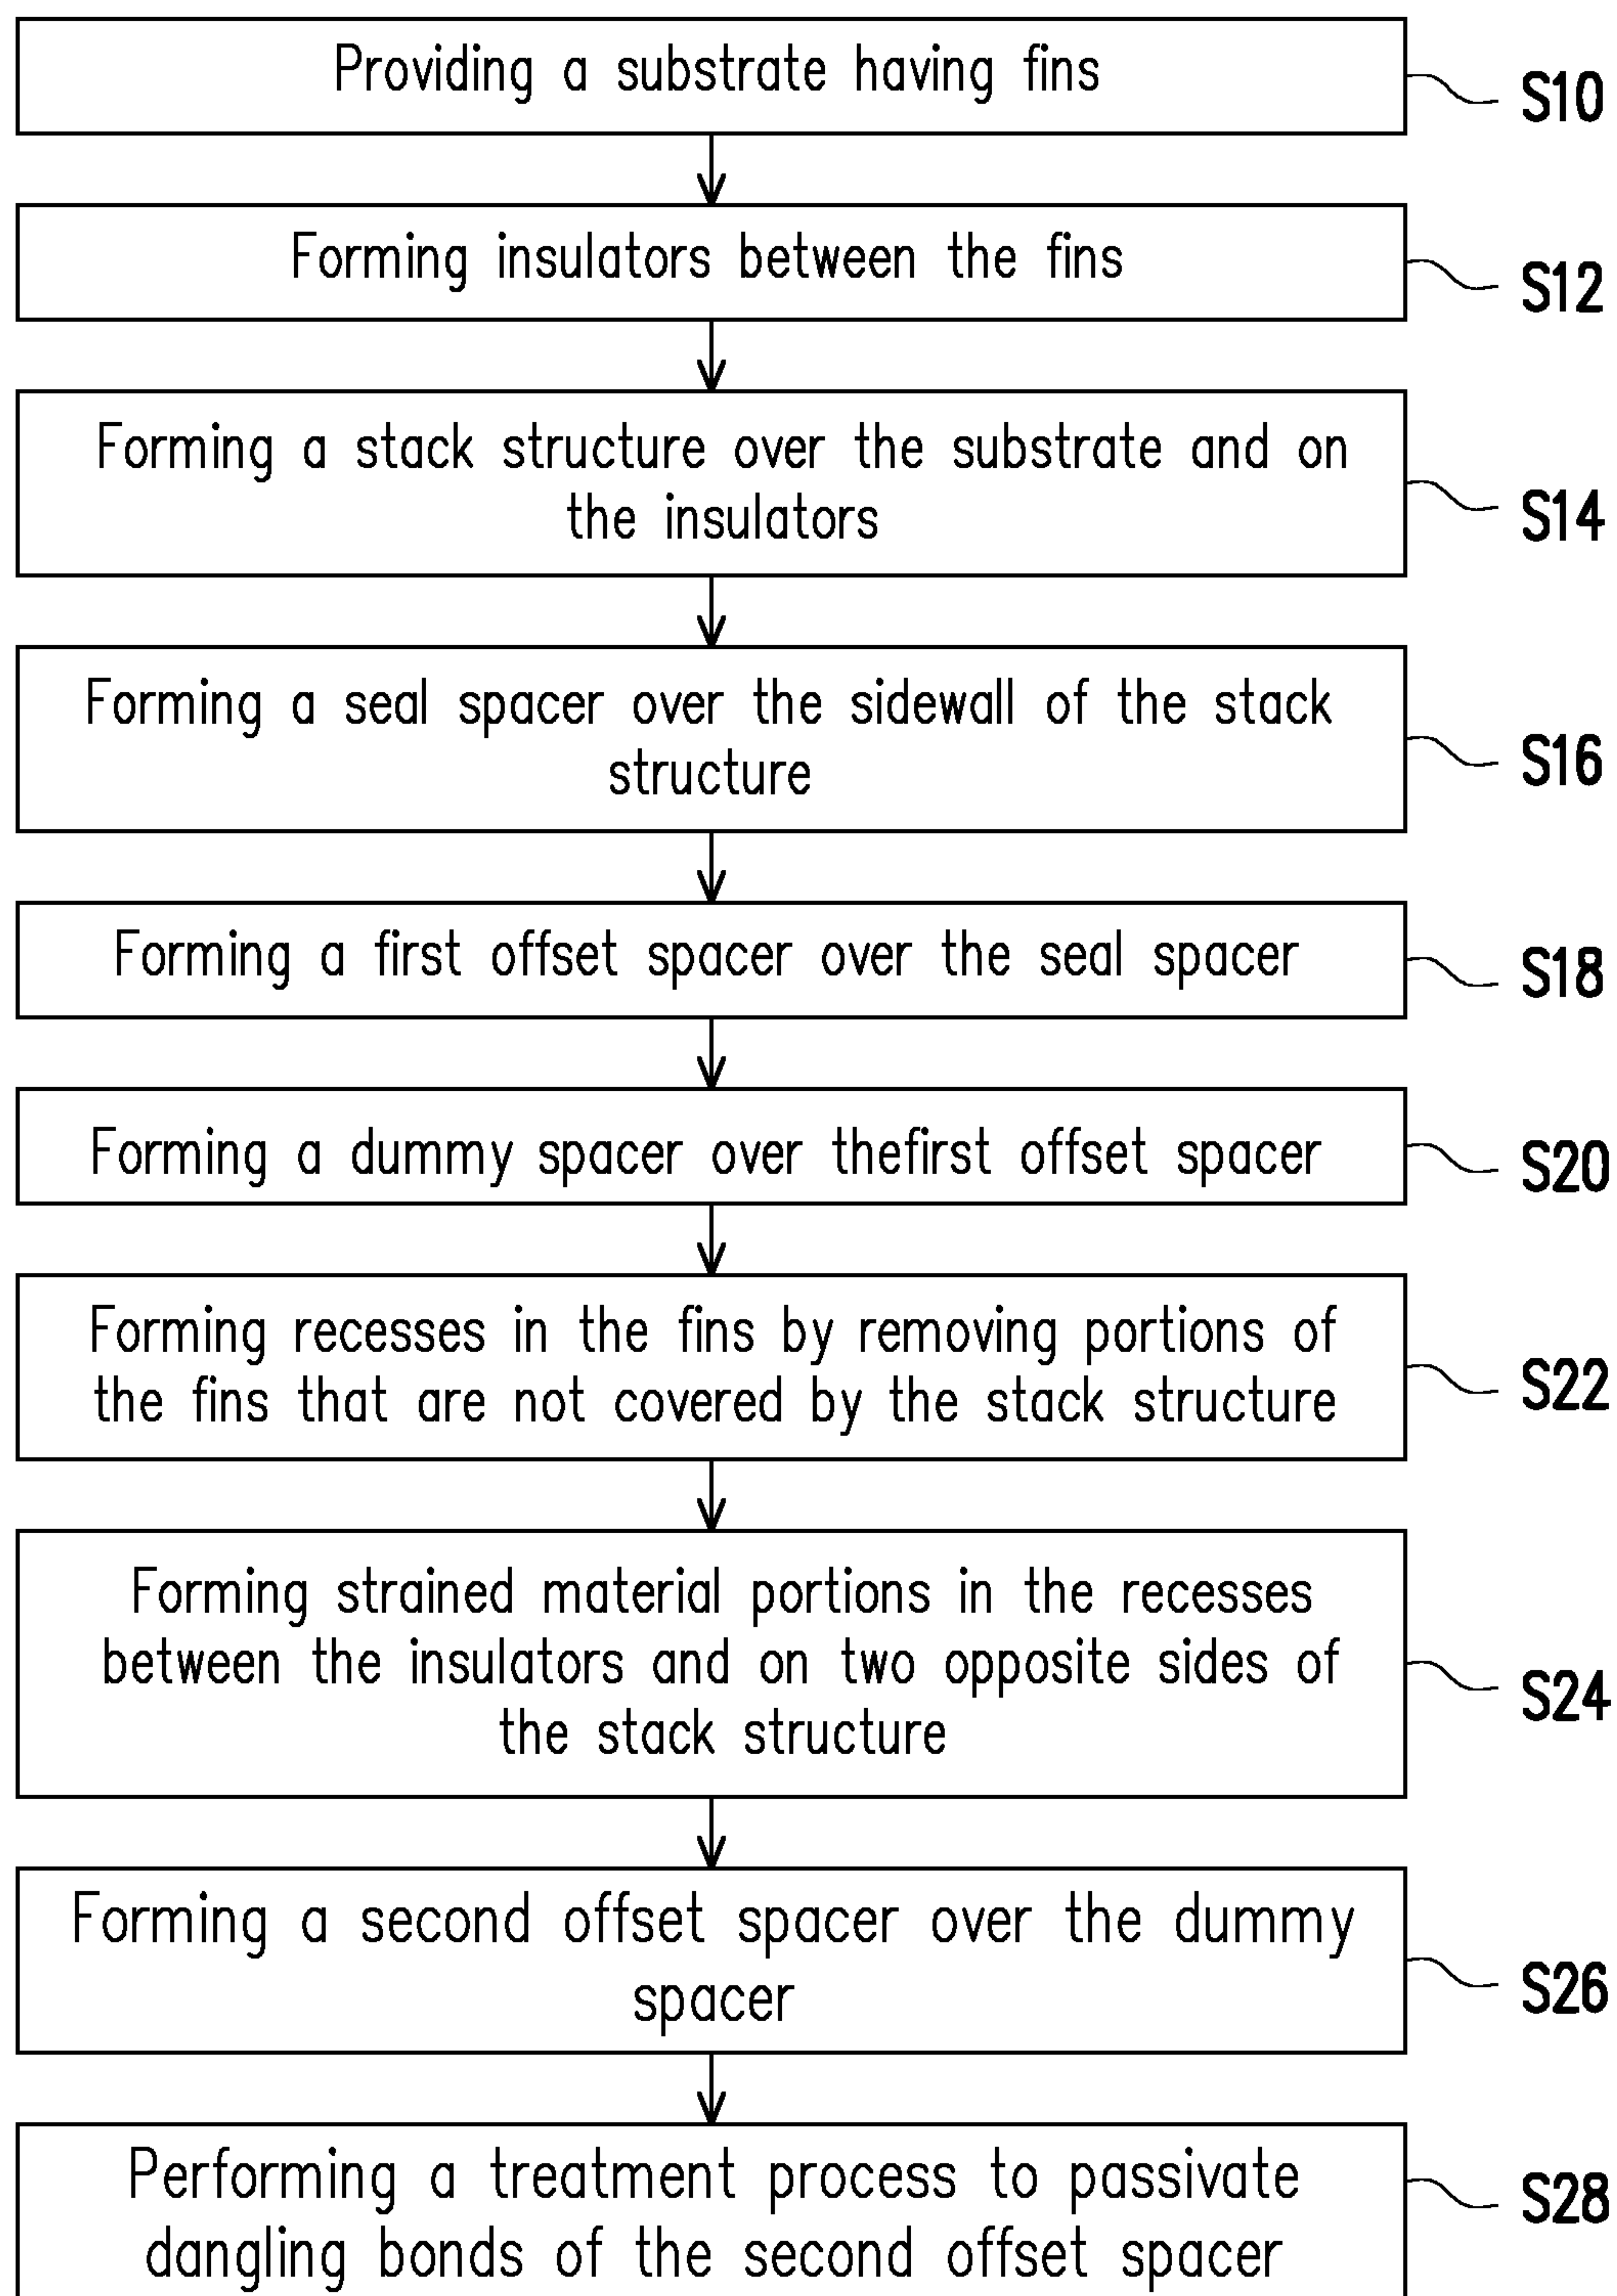 Providing a substrate having fins
S10
Forming insulators between the fins
S12
Forming a stack structure over the substrate and on
the insulators
S14
Forming a seal spacer over the sidewall of the stack
structure
S16
Forming a first offset spacer over the seal spacer
S18
Forming a dummy spacer over thefirst offset spacer
S20
Forming recesses in the fins by removing portions of
the fins that are not covered by the stack structure
S22
Forming strained material portions in the recesses
between the insulators and on two opposite sides of
the stack structure
S24
Forming a second offset spacer over the dummy
spacer
S26
Performing a treatment process to passivate
dangling bonds of the second offset spacer
S28